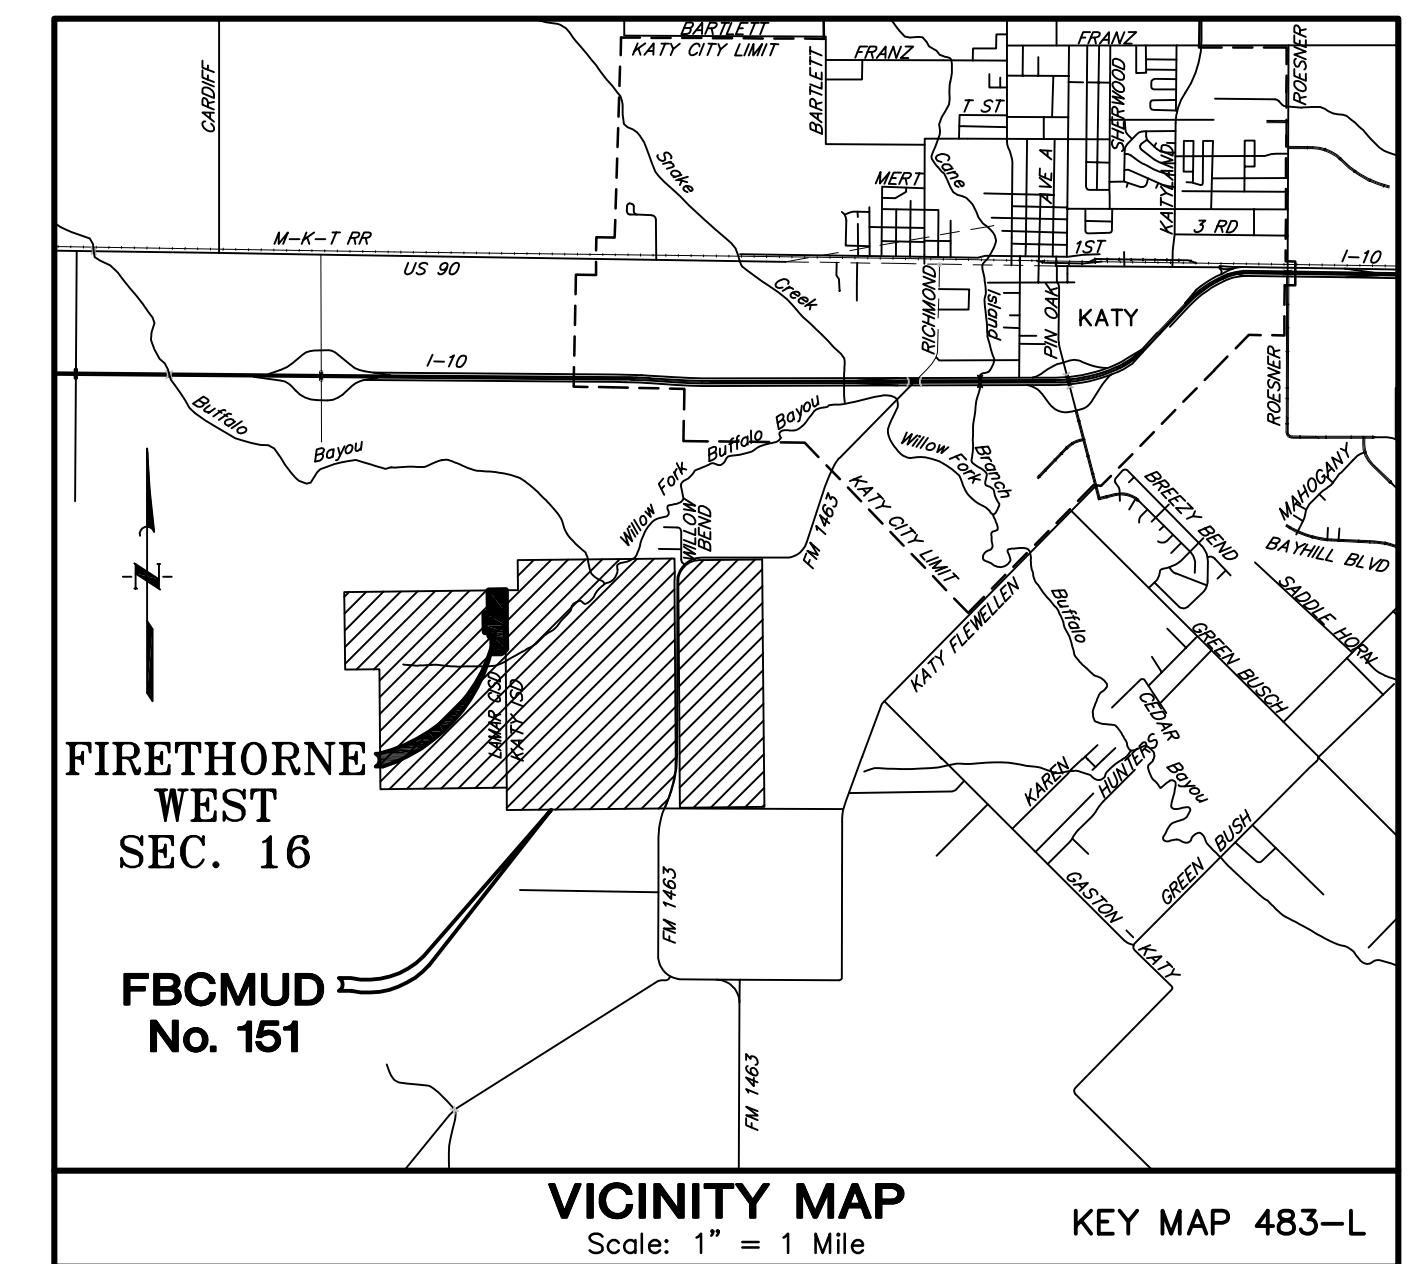 BARTLETT
KATY CITY LIMIT
CARDIFF
BARTLETT
FRANZ
FRANZ
ROESNER
SHERWOOD
T ST
Snake
Cane
MERT
AVE A
KATYLAND
3 RD
M-K-T RR
US 90
1ST
I-10
Creek
RICHMOND
Island
PIN OAK
KATY
I-10
ROESNER
Buffalo
Bayou
Willow
Fork
Buffalo
Bayou
WILLOW
BEND
FM 1463
Willow
Fork
Branch
KATY CITY LIMIT
BREEZY BEND
MAHOGANY
BAYHILL BLVD
SADDLE HORN
N
KATY FLEWELLEN
Buffalo
GREEN BUSCH
LAMAR CISD
KATY ISD
CEDAR
KAREN
HUNTERS
Bayou
GREEN BUSH
GASTON - KATY
FIRETHORNE
WEST
SEC. 16
FM 1463
FBCMUD
No. 151
FM 1463
VICINITY MAP
Scale: 1" = 1 Mile
KEY MAP 483-L